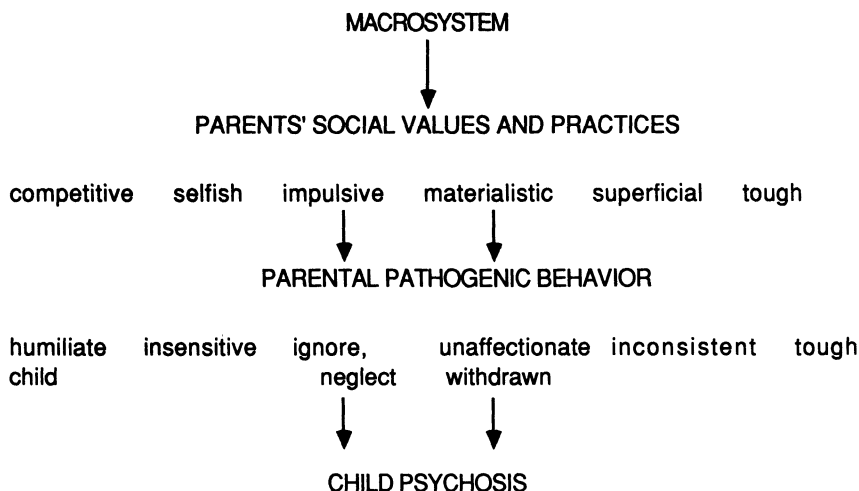 MACROSYSTEM
PARENTS' SOCIAL VALUES AND PRACTICES
competitive selfish impulsive materialistic superficial tough
PARENTAL PATHOGENIC BEHAVIOR
humiliate insensitive ignore, unaffectionate inconsistent tough
child neglect withdrawn
CHILD PSYCHOSIS